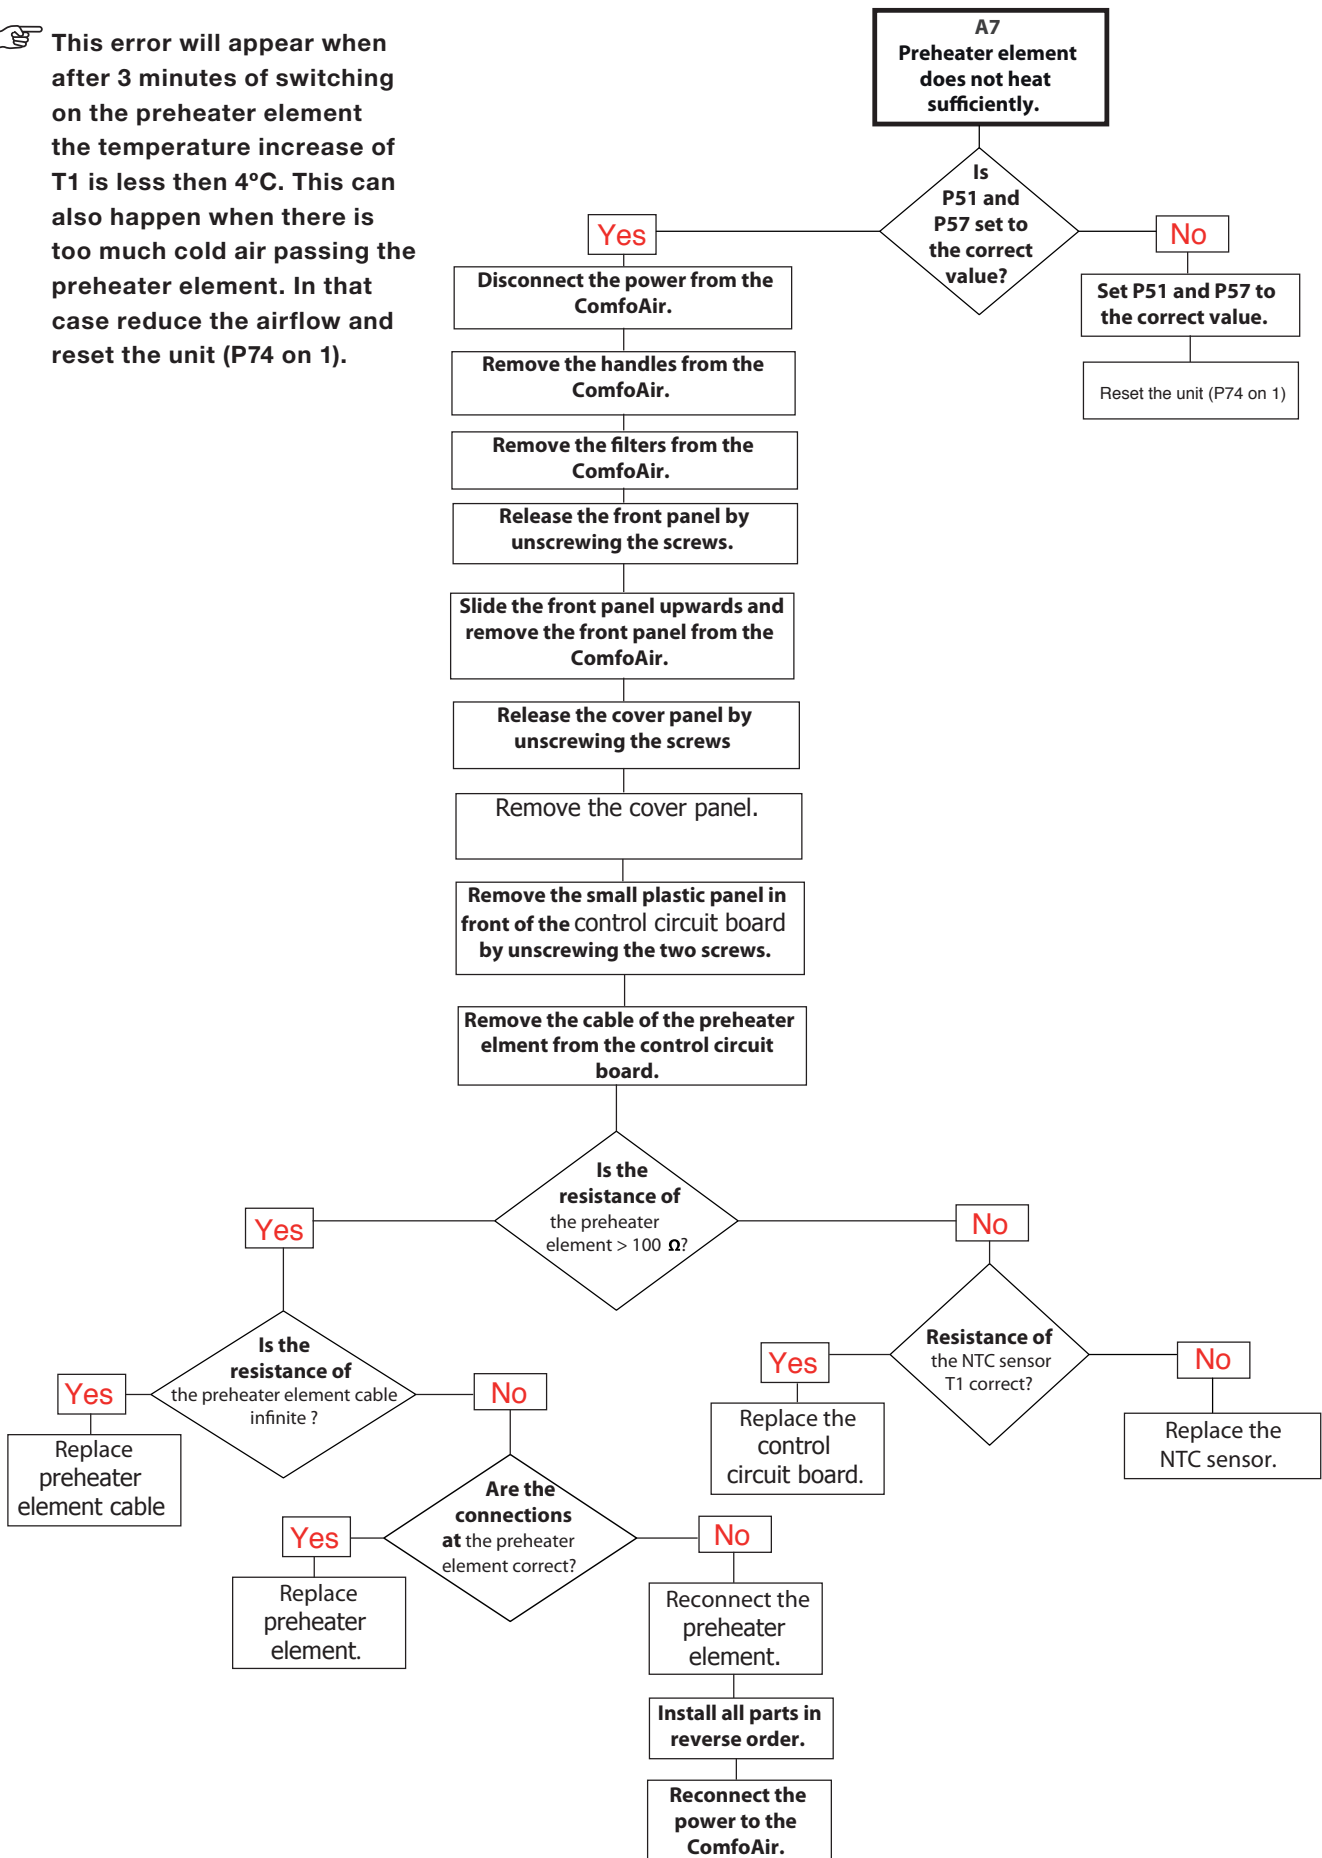 This error will appear when
after 3 minutes of switching
on the preheater element
the temperature increase of
T1 is less then 4ºC. This can
also happen when there is
too much cold air passing the
preheater element. In that
case reduce the airflow and
reset the unit (P74 on 1).
A7
Preheater element
does not heat
sufficiently.
Is
P51 and
P57 set to
the correct
value?
Yes
No
Set P51 and P57 to
the correct value.
Reset the unit (P74 on 1)
Disconnect the power from the
ComfoAir.
Remove the handles from the
ComfoAir.
Remove the filters from the
ComfoAir.
Release the front panel by
unscrewing the screws.
Slide the front panel upwards and
remove the front panel from the
ComfoAir.
Release the cover panel by
unscrewing the screws
Remove the cover panel.
Remove the small plastic panel in
front of the control circuit board
by unscrewing the two screws.
Remove the cable of the preheater
elment from the control circuit
board.
Is the
resistance of
the preheater
element > 100 Ω?
Yes
No
Is the
resistance of
the preheater element cable
infinite ?
Yes
No
Replace
preheater
element cable
Are the
connections
at the preheater
element correct?
Yes
No
Replace
preheater
element.
Reconnect the
preheater
element.
Install all parts in
reverse order.
Reconnect the
power to the
ComfoAir.
Resistance of
the NTC sensor
T1 correct?
Yes
No
Replace the
control
circuit board.
Replace the
NTC sensor.